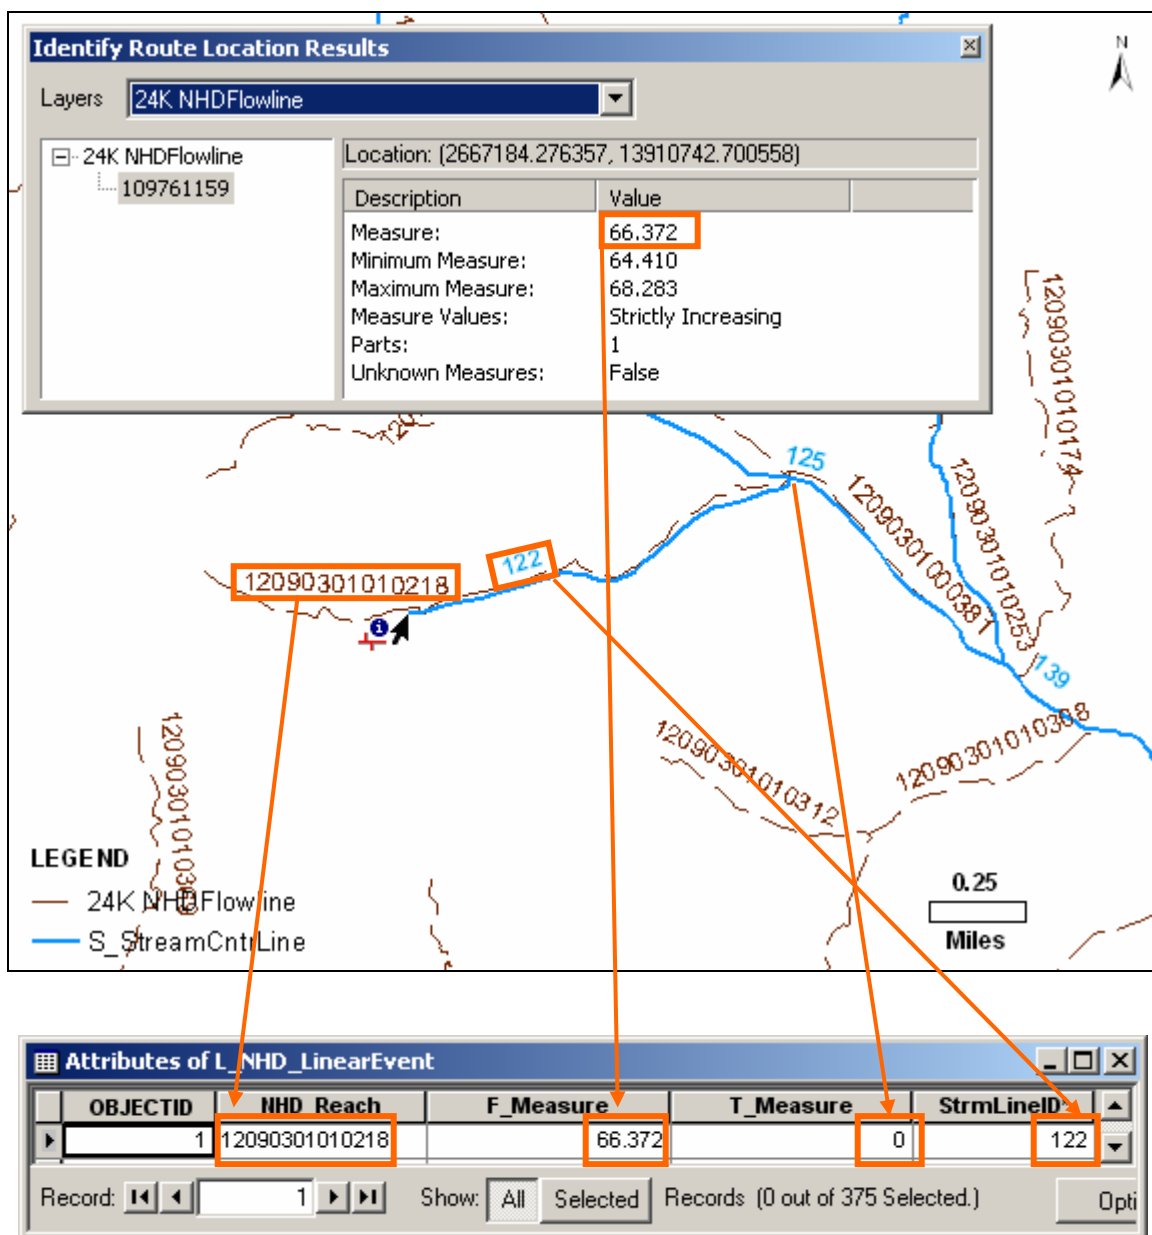 Identify Route Location Results
N
Layers 24K NHDFlowline
24K NHDFlowline
109761159
Location: (2667184.276357, 13910742.700558)
Description Value
Measure: 66.372
Minimum Measure: 64.410
Maximum Measure: 68.283
Measure Values: Strictly Increasing
Parts: 1
Unknown Measures: False
12090301010174
120
125
12090301000381
12090301010253
122
12090301010218
139
12090301010308
12090301010312
LEGEND
24K NHDFlowline
S_StreamCntrLine
0.25
Miles
Attributes of L_NHD_LinearEvent
OBJECTID NHD_Reach F_Measure T_Measure StrmLineID*
1 12090301010218 66.372 0 122
Record: 1 Show: All Selected Records (0 out of 375 Selected.) Opti